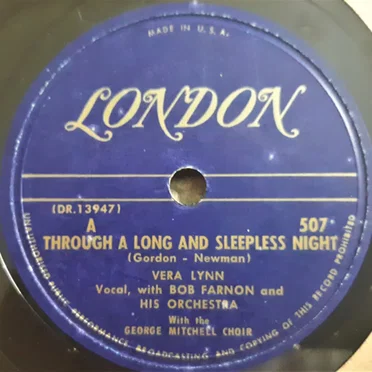 MADE IN U.S.A.
LONDON
(DR.13947)
A
507
THROUGH A LONG AND SLEEPLESS NIGHT
(Gordon - Newman)
VERA LYNN
Vocal, with BOB FARNON and
HIS ORCHESTRA
With the
GEORGE MITCHELL CHOIR
UNAUTHORIZED PUBLIC PERFORMANCE, BROADCASTING AND COPYING OF THIS RECORD PROHIBITED